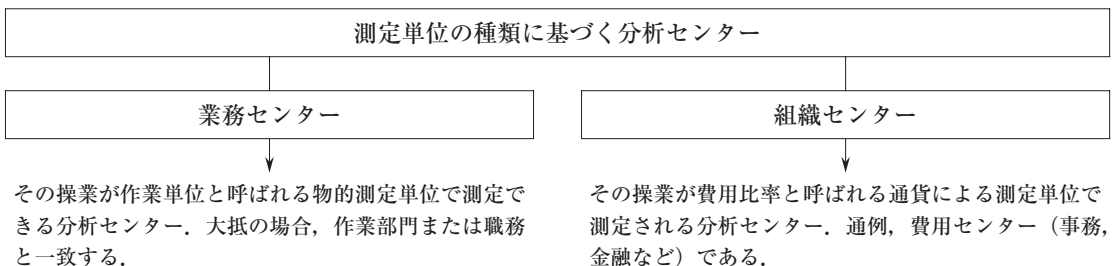 測定単位の種類に基づく分析センター
業務センター
組織センター
その操業が作業単位と呼ばれる物的測定単位で測定で
きる分析センター．大抵の場合，作業部門または職務
と一致する．
その操業が費用比率と呼ばれる通貨による測定単位で
測定される分析センター．通例，費用センター（事務，
金融など）である．